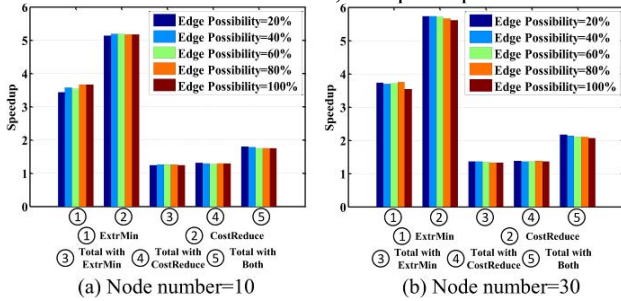 Edge Possibility=20%
Edge Possibility=40%
Edge Possibility=60%
Edge Possibility=80%
Edge Possibility=100%
Speedup
6
5
4
3
2
1
0
1 2 3 4 5
1 ExtrMin 2 CostReduce
3 Total with ExtrMin 4 Total with CostReduce 5 Total with Both
(a) Node number=10
Edge Possibility=20%
Edge Possibility=40%
Edge Possibility=60%
Edge Possibility=80%
Edge Possibility=100%
Speedup
6
5
4
3
2
1
0
1 2 3 4 5
1 ExtrMin 2 CostReduce
3 Total with ExtrMin 4 Total with CostReduce 5 Total with Both
(b) Node number=30